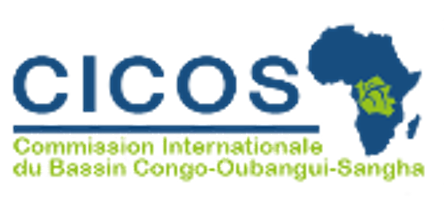 CICOS
Commission Internationale
du Bassin Congo-Oubangui-Sangha